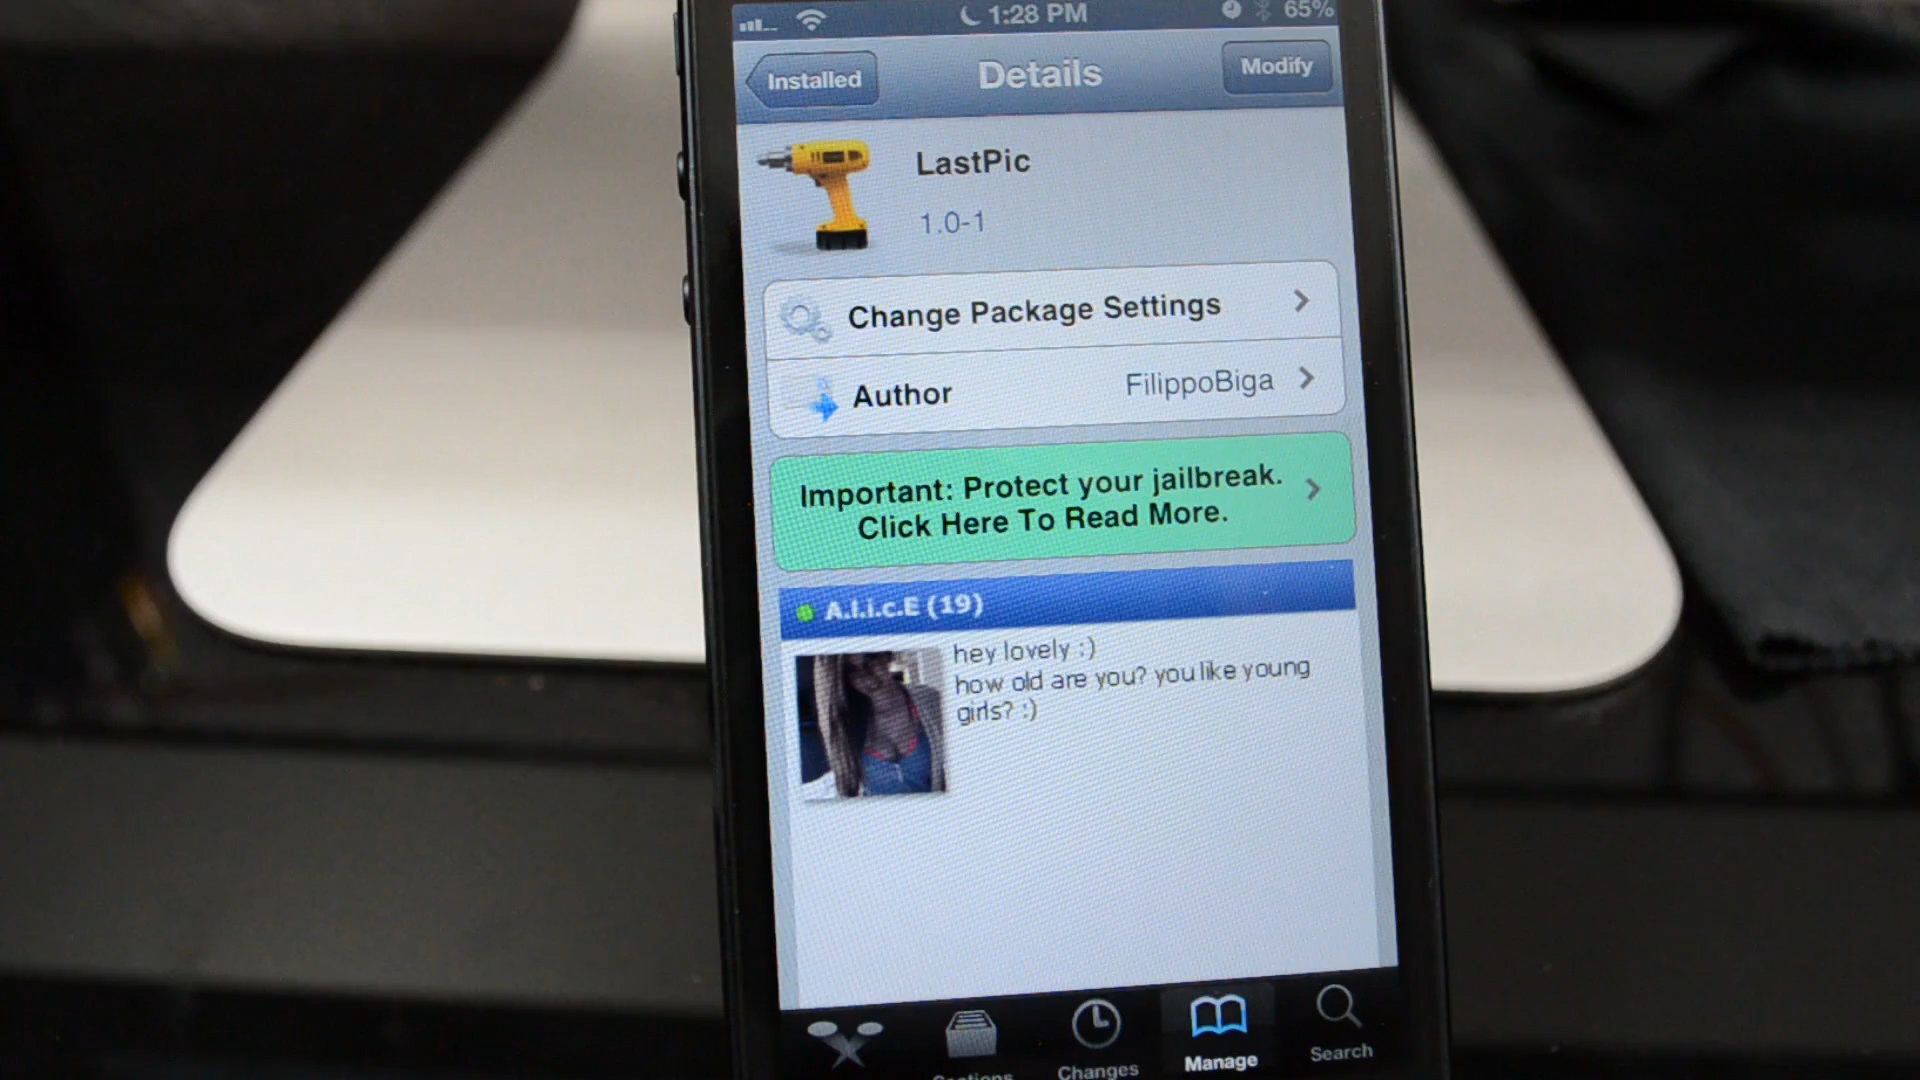 1:28 PM
65%
Installed
Details
Modify
LastPic
1.0-1
Change Package Settings
Author
FilippoBiga
Important: Protect your jailbreak.
Click Here To Read More.
A.l.i.c.E (19)
hey lovely :)
how old are you? you like young
girls? :)
Changes
Manage
Search